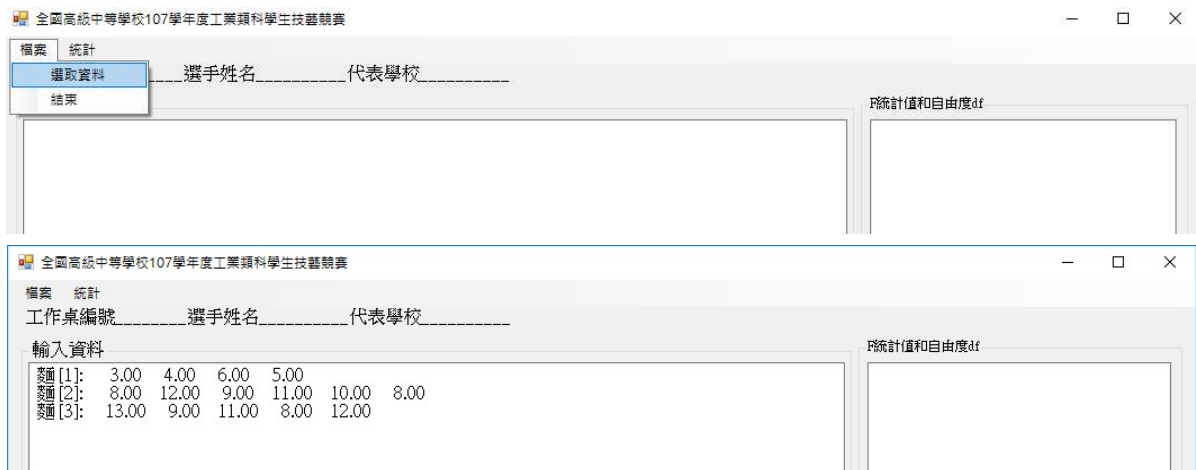 全國高級中等學校107學年度工業類科學生技藝競賽
檔案 統計
選取資料
結束
____選手姓名__________代表學校__________
F統計值和自由度df
全國高級中等學校107學年度工業類科學生技藝競賽
檔案 統計
工作桌編號________選手姓名__________代表學校__________
輸入資料
F統計值和自由度df
麵[1]: 3.00 4.00 6.00 5.00
麵[2]: 8.00 12.00 9.00 11.00 10.00 8.00
麵[3]: 13.00 9.00 11.00 8.00 12.00